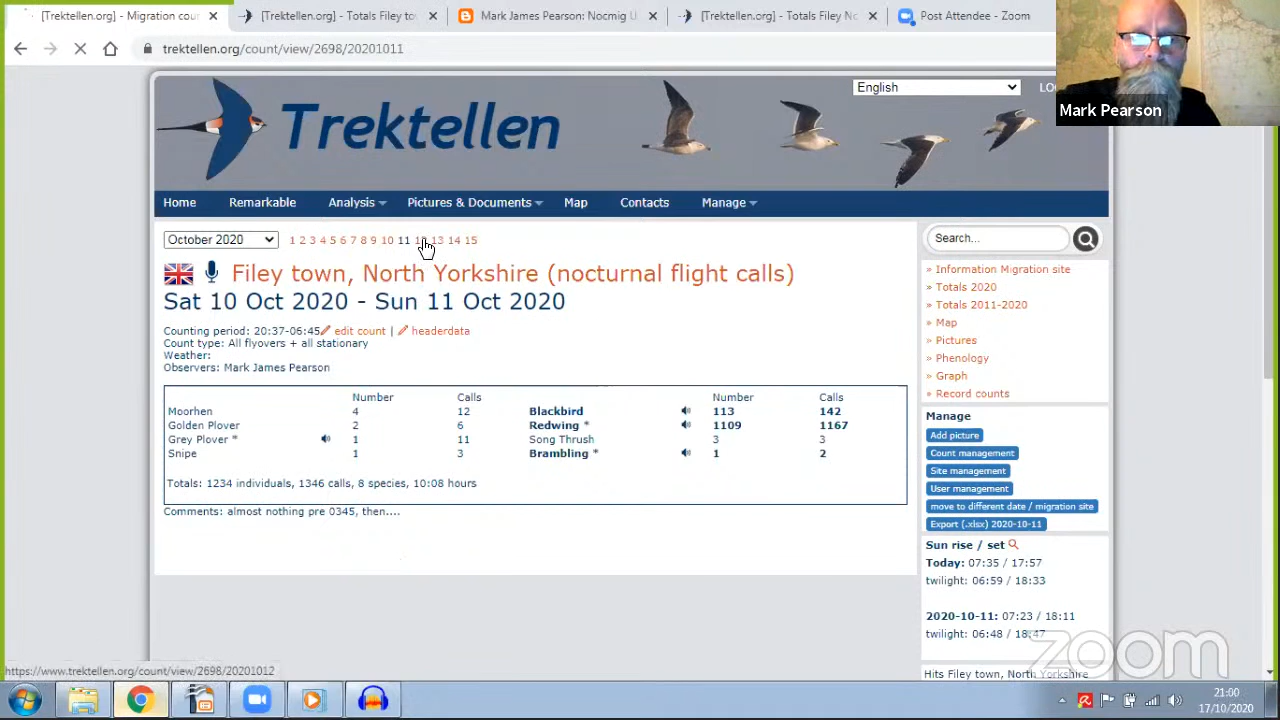 [Trektellen.org] - Migration cour
[Trektellen.org] - Totals Filey tow
Mark James Pearson: Nocmig U
[Trektellen.org] - Totals Filey No
Post Attendee - Zoom
trektellen.org/count/view/2698/20201011
Mark Pearson
English
LO
Trektellen
Home Remarkable Analysis Pictures & Documents Map Contacts Manage
October 2020 1 2 3 4 5 6 7 8 9 10 11 12 13 14 15
Search...
Filey town, North Yorkshire (nocturnal flight calls)
Sat 10 Oct 2020 - Sun 11 Oct 2020
Counting period: 20:37-06:45 edit count | headerdata
Count type: All flyovers + all stationary
Weather:
Observers: Mark James Pearson
Number Calls Number Calls
Moorhen 4 12 Blackbird 113 142
Golden Plover 2 6 Redwing * 1109 1167
Grey Plover * 1 11 Song Thrush 3 3
Snipe 1 3 Brambling * 1 2
Totals: 1234 individuals, 1346 calls, 8 species, 10:08 hours
Comments: almost nothing pre 0345, then....
» Information Migration site
» Totals 2020
» Totals 2011-2020
» Map
» Pictures
» Phenology
» Graph
» Record counts
Manage
Add picture
Count management
Site management
User management
move to different date / migration site
Export (.xlsx) 2020-10-11
Sun rise / set
Today: 07:35 / 17:57
twilight: 06:59 / 18:33
2020-10-11: 07:23 / 18:11
twilight: 06:48 / 18:47
Hits Filey town, North Yorkshire
zoom
https://www.trektellen.org/count/view/2698/20201012
21:00
17/10/2020